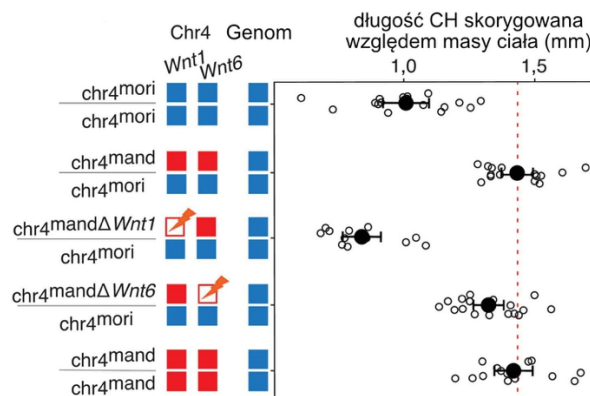 długość CH skorygowana
względem masy ciała (mm)
Chr4 Genom
Wnt1 Wnt6
1,0 1,5
chr4mori
chr4mori
chr4mand
chr4mori
chr4mandΔWnt1
chr4mori
chr4mandΔWnt6
chr4mori
chr4mand
chr4mand